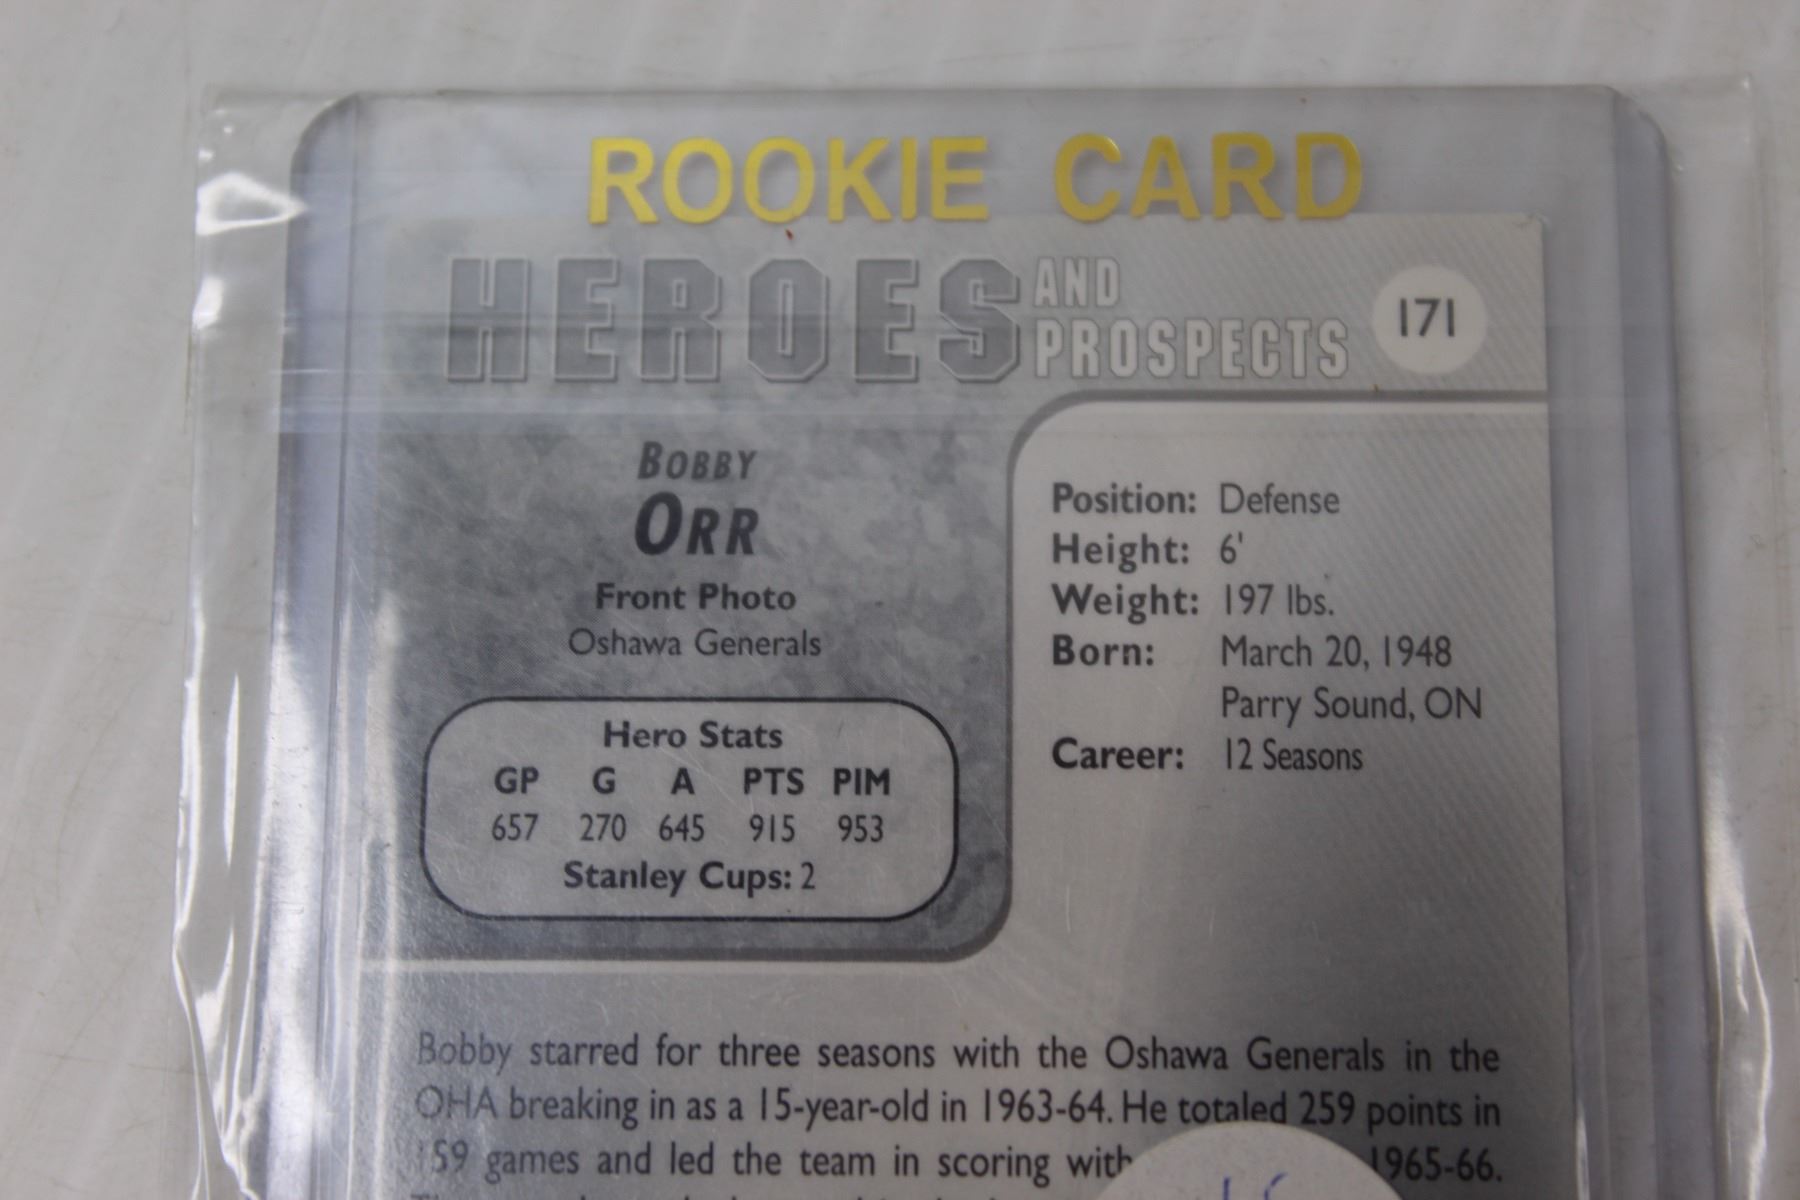 ROOKIE CARD
HEROES AND PROSPECTS
171
BOBBY
ORR
Front Photo
Oshawa Generals
Hero Stats
GP G A PTS PIM
657 270 645 915 953
Stanley Cups: 2
Position: Defense
Height: 6'
Weight: 197 lbs.
Born: March 20, 1948
Parry Sound, ON
Career: 12 Seasons
Bobby starred for three seasons with the Oshawa Generals in the
OHA breaking in as a 15-year-old in 1963-64. He totaled 259 points in
159 games and led the team in scoring with 1965-66.